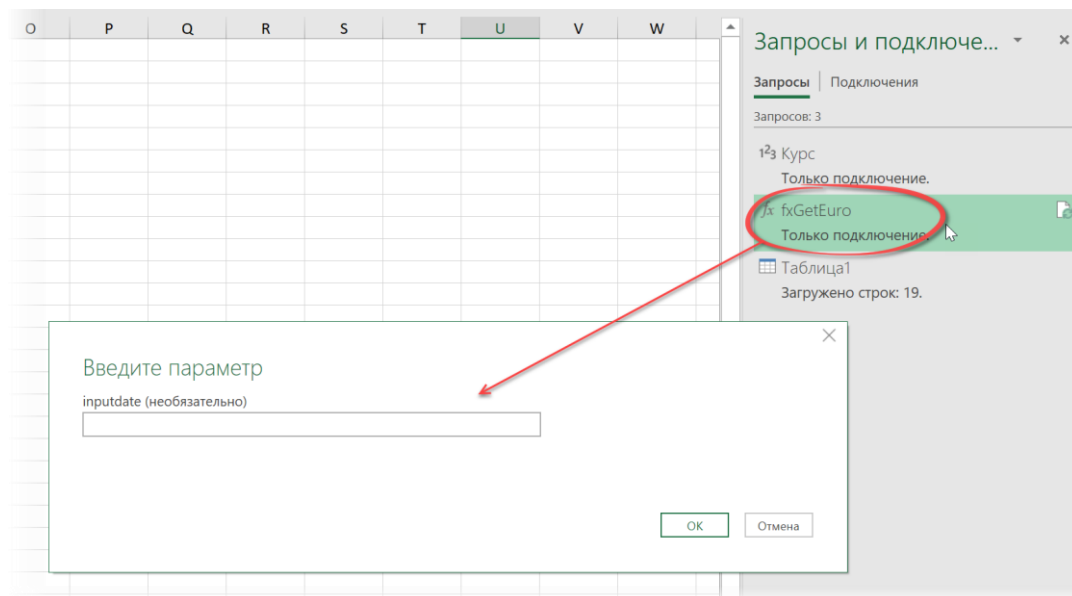 O P Q R S T U V W
Запросы и подключе...
Запросы | Подключения
Запросов: 3
1²3 Курс
Только подключение.
fx fxGetEuro
Только подключение.
Таблица1
Загружено строк: 19.
Введите параметр
inputdate (необязательно)
ОК Отмена